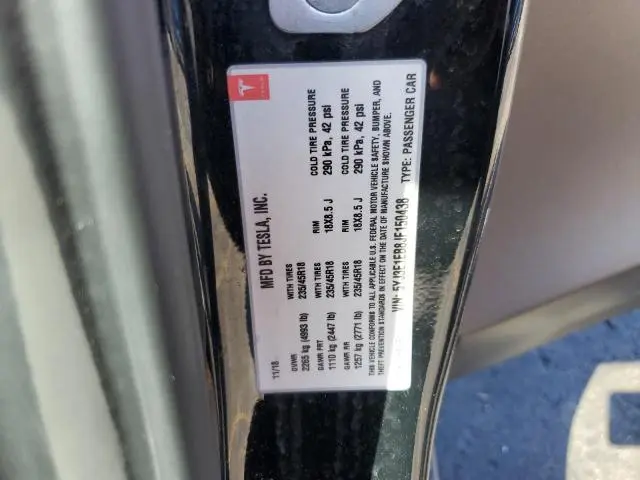 TESLA
MFD BY TESLA, INC.
11/18
GVWR WITH TIRES RIM COLD TIRE PRESSURE
2265 kg (4993 lb) 235/45R18 18X8.5 J 290 kPa, 42 psi
GAWR FRT
1110 kg (2447 lb) 235/45R18 18X8.5 J COLD TIRE PRESSURE
GAWR RR WITH TIRES RIM 290 kPa, 42 psi
1257 kg (2771 lb) 235/45R18
THIS VEHICLE CONFORMS TO ALL APPLICABLE U.S. FEDERAL MOTOR VEHICLE SAFETY, BUMPER, AND
THEFT PREVENTION STANDARDS IN EFFECT ON THE DATE OF MANUFACTURE SHOWN ABOVE.
VIN: 5YJ3E1EB8JF150438 TYPE: PASSENGER CAR